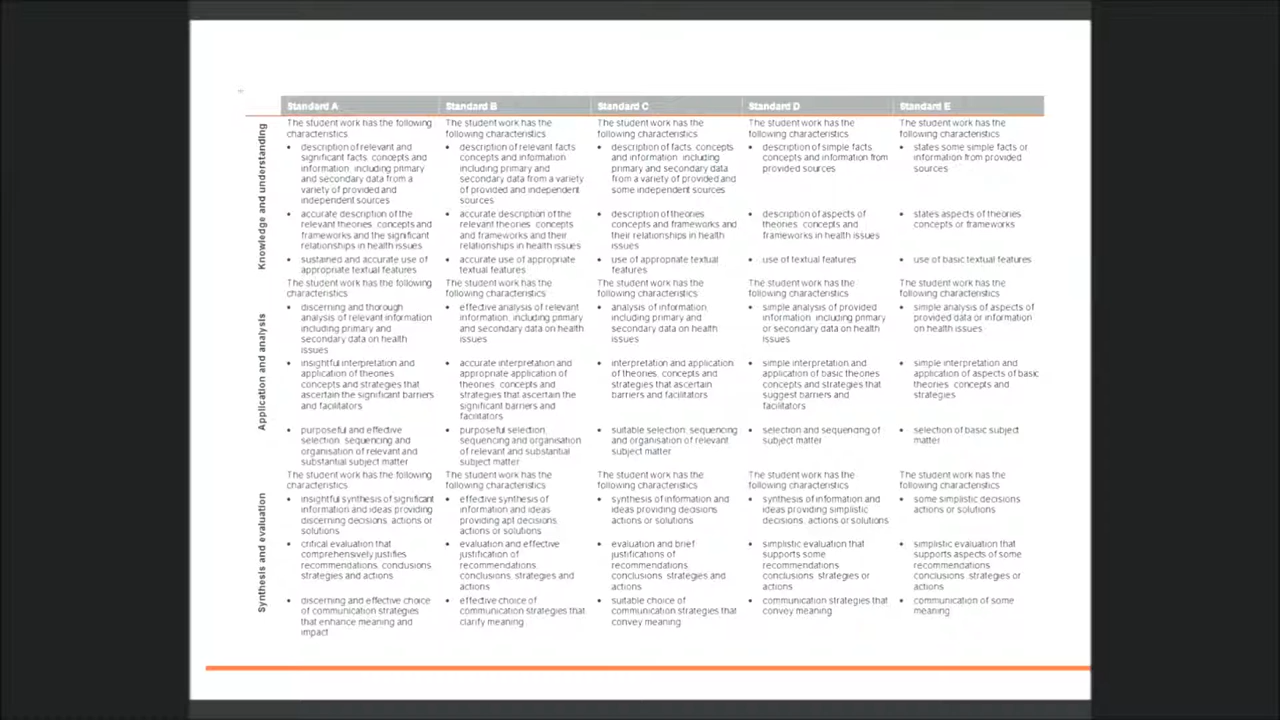 Standard A
Standard B
Standard C
Standard D
Standard E
Knowledge and understanding
The student work has the following
characteristics
• description of relevant and
significant facts concepts and
information including primary
and secondary data from a
variety of provided and
independent sources
• accurate description of the
relevant theories concepts and
frameworks and the significant
relationships in health issues
• sustained and accurate use of
appropriate textual features
The student work has the
following characteristics
• description of relevant facts
concepts and information
including primary and
secondary data from a variety
of provided and independent
sources
• accurate description of the
relevant theories concepts
and frameworks and their
relationships in health issues
• accurate use of appropriate
textual features
The student work has the
following characteristics
• description of facts, concepts
and information including
primary and secondary data
from a variety of provided and
some independent sources
• description of theories
concepts and frameworks and
their relationships in health
issues
• use of appropriate textual
features
The student work has the
following characteristics
• description of simple facts
concepts and information from
provided sources
• description of aspects of
theories concepts and
frameworks in health issues
• use of textual features
The student work has the
following characteristics
• states some simple facts or
information from provided
sources
• states aspects of theories
concepts or frameworks
• use of basic textual features
Application and analysis
The student work has the following
characteristics
• discerning and thorough
analysis of relevant information
including primary and
secondary data on health
issues
• insightful interpretation and
application of theories
concepts and strategies that
ascertain the significant barriers
and facilitators
• purposeful and effective
selection sequencing and
organisation of relevant and
substantial subject matter
The student work has the
following characteristics
• effective analysis of relevant
information, including primary
and secondary data on health
issues
• accurate interpretation and
appropriate application of
theories concepts and
strategies that ascertain the
significant barriers and
facilitators
• purposeful selection
sequencing and organisation
of relevant and substantial
subject matter
The student work has the
following characteristics
• analysis of information
including primary and
secondary data on health
issues
• interpretation and application
of theories, concepts and
strategies that ascertain
barriers and facilitators
• suitable selection, sequencing
and organisation of relevant
subject matter
The student work has the
following characteristics
• simple analysis of provided
information including primary
or secondary data on health
issues
• simple interpretation and
application of basic theories
concepts and strategies that
suggest barriers and
facilitators
• selection and sequencing of
subject matter
The student work has the
following characteristics
• simple analysis of aspects of
provided data or information
on health issues
• simple interpretation and
application of aspects of basic
theories concepts and
strategies
• selection of basic subject
matter
Synthesis and evaluation
The student work has the following
characteristics
• insightful synthesis of significant
information and ideas providing
discerning decisions, actions or
solutions
• critical evaluation that
comprehensively justifies
recommendations, conclusions
strategies and actions
• discerning and effective choice
of communication strategies
that enhance meaning and
impact
The student work has the
following characteristics
• effective synthesis of
information and ideas
providing apt decisions,
actions or solutions
• evaluation and effective
justification of
recommendations
conclusions, strategies and
actions
• effective choice of
communication strategies that
clarify meaning
The student work has the
following characteristics
• synthesis of information and
ideas providing decisions
actions or solutions
• evaluation and brief
justifications of
recommendations
conclusions strategies and
actions
• suitable choice of
communication strategies that
convey meaning
The student work has the
following characteristics
• synthesis of information and
ideas providing simplistic
decisions, actions or solutions
• simplistic evaluation that
supports some
recommendations
conclusions strategies or
actions
• communication strategies that
convey meaning
The student work has the
following characteristics
• some simplistic decisions
actions or solutions
• simplistic evaluation that
supports aspects of some
recommendations
conclusions strategies or
actions
• communication of some
meaning